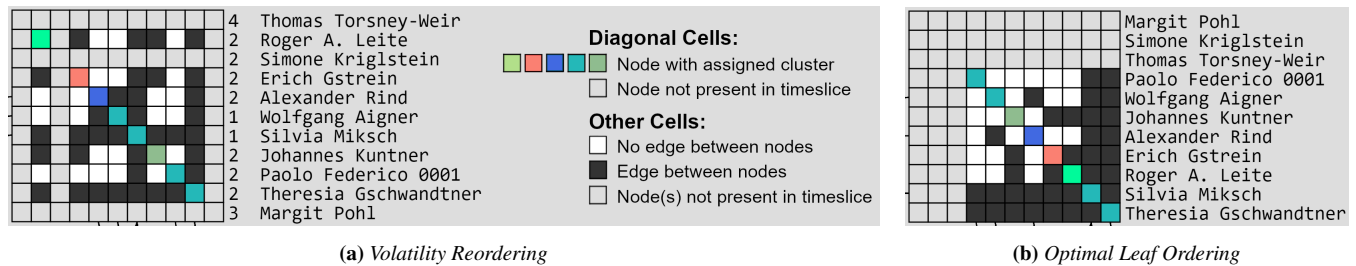 4 Thomas Torsney-Weir
2 Roger A. Leite
2 Simone Kriglstein
2 Erich Gstrein
2 Alexander Rind
1 Wolfgang Aigner
1 Silvia Miksch
2 Johannes Kuntner
2 Paolo Federico 0001
2 Theresia Gschwandtner
3 Margit Pohl
Diagonal Cells:
Node with assigned cluster
Node not present in timeslice
Other Cells:
No edge between nodes
Edge between nodes
Node(s) not present in timeslice
(a) Volatility Reordering
Margit Pohl
Simone Kriglstein
Thomas Torsney-Weir
Paolo Federico 0001
Wolfgang Aigner
Johannes Kuntner
Alexander Rind
Erich Gstrein
Roger A. Leite
Silvia Miksch
Theresia Gschwandtner
(b) Optimal Leaf Ordering